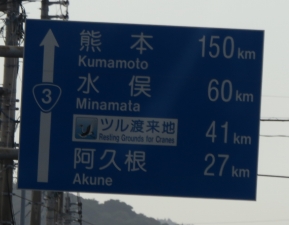 熊本 150km
Kumamoto
水俣 60km
Minamata
3
ツル渡来地 41km
Resting Grounds for Cranes
阿久根 27km
Akune